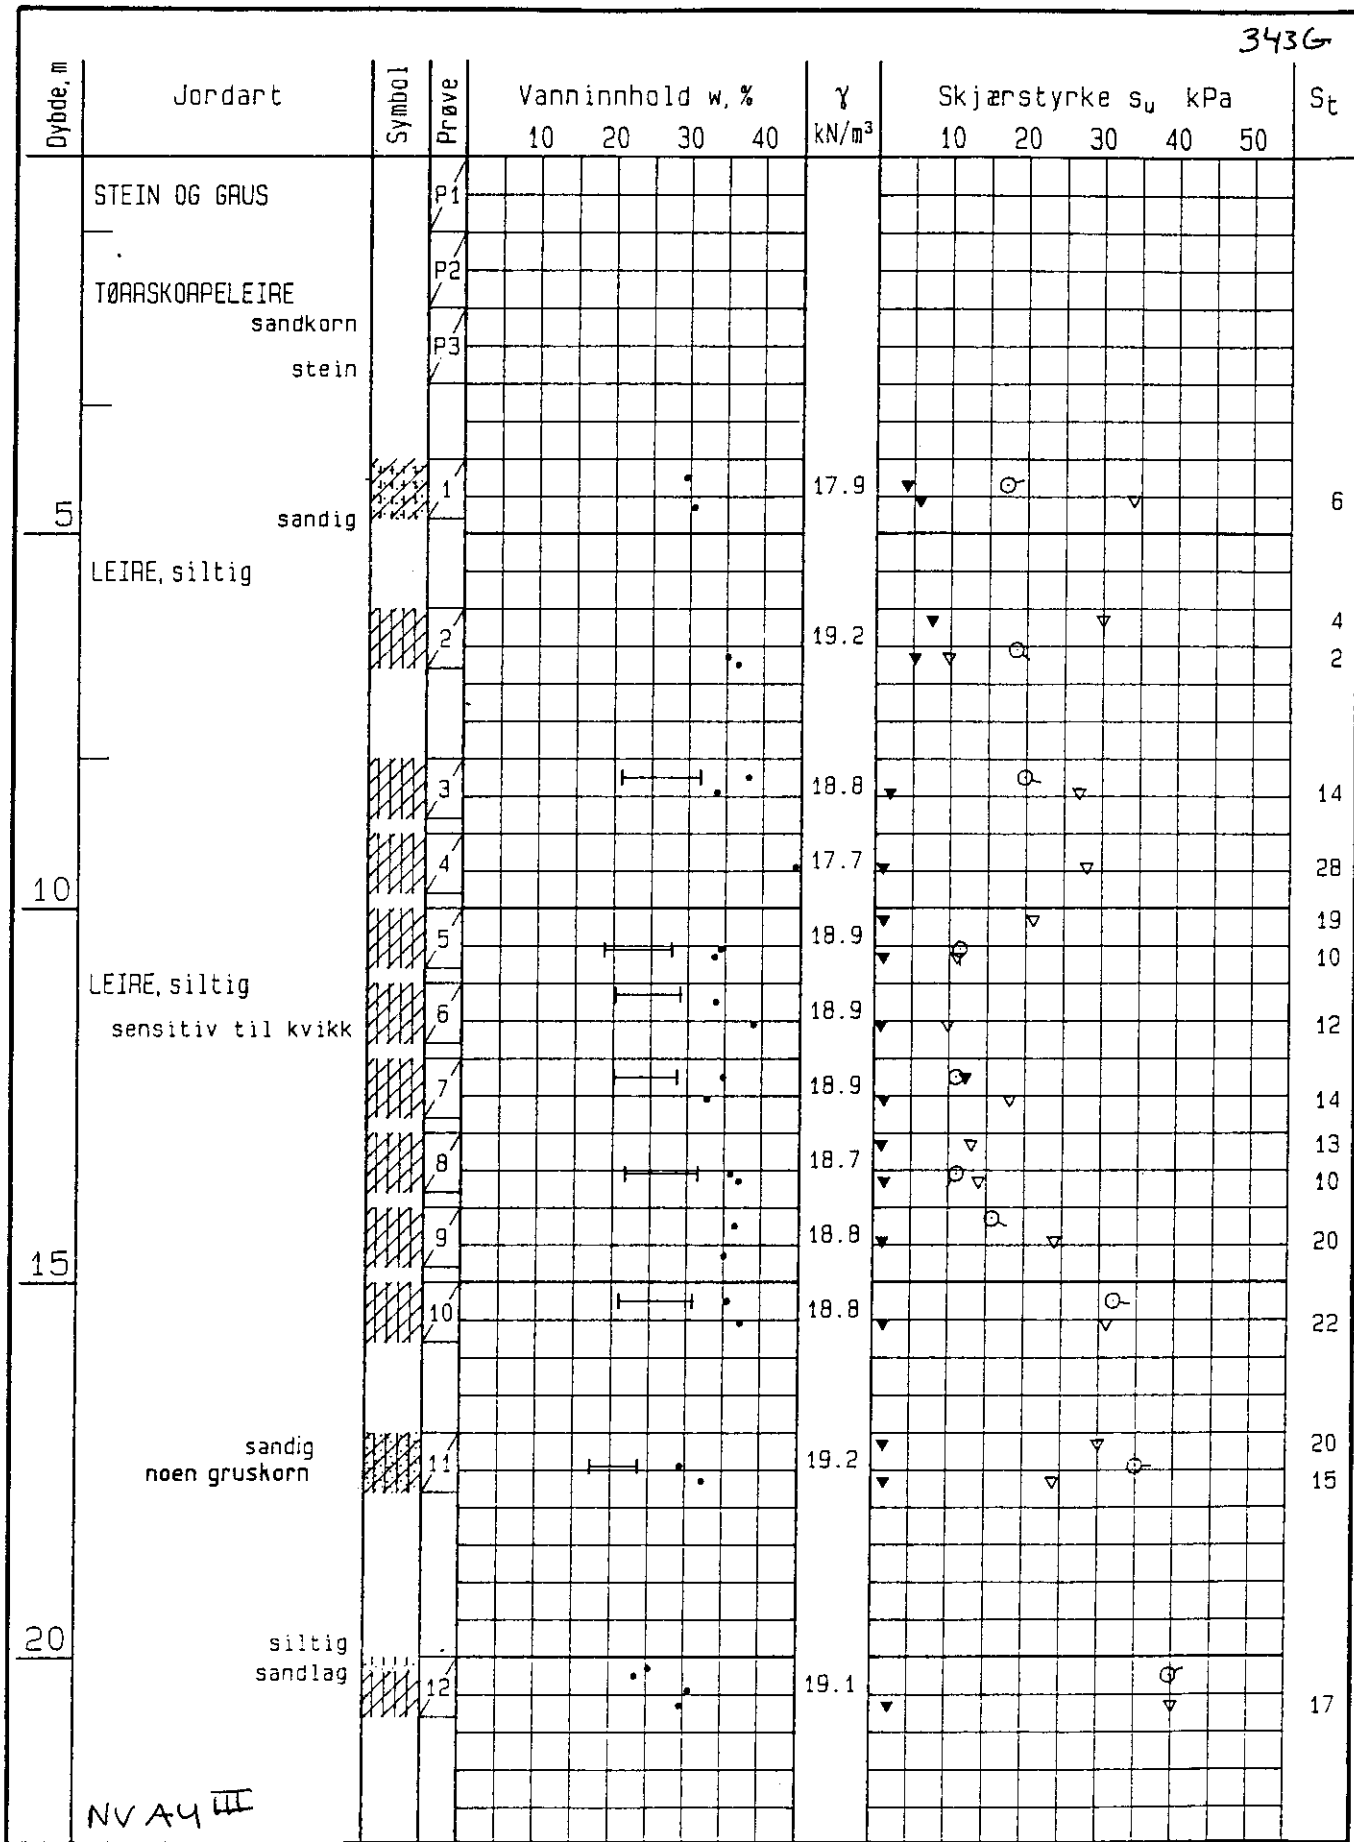 343G
Dybde, m Jordart Symbol Prøve Vanninnhold w, % γ kN/m³ Skjærstyrke su kPa St
10 20 30 40 10 20 30 40 50
STEIN OG GRUS P1
P2
TØRRSKORPELEIRE
sandkorn
P3
stein
1 17.9
6
5 sandig
LEIRE, siltig
4
2 19.2
2
3 18.8 14
4 17.7 28
10
19
5 18.9
10
LEIRE, siltig
6 18.9
sensitiv til kvikk 12
7 18.9
14
13
8 18.7
10
9 18.8 20
15
10 18.8 22
sandig 20
11 19.2
noen gruskorn 15
20 siltig
sandlag
12 19.1
17
NV A4 III